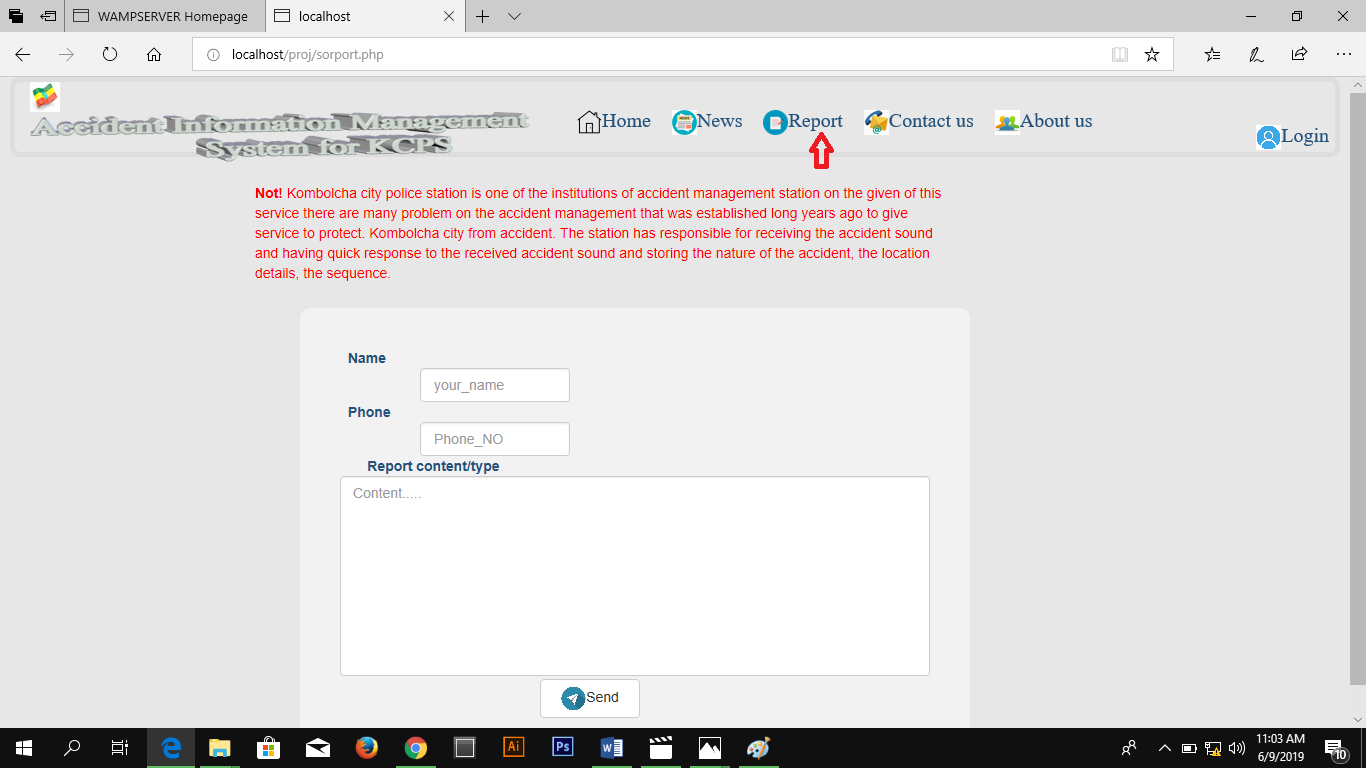 WAMPSERVER Homepage
localhost
localhost/proj/sorport.php
Accident Information Management
System for KCPS
Home
News
Report
Contact us
About us
Login
Not! Kombolcha city police station is one of the institutions of accident management station on the given of this
service there are many problem on the accident management that was established long years ago to give
service to protect. Kombolcha city from accident. The station has responsible for receiving the accident sound
and having quick response to the received accident sound and storing the nature of the accident, the location
details, the sequence.
Name
your_name
Phone
Phone_NO
Report content/type
Content.....
Send
Ai
Ps
11:03 AM
6/9/2019
10